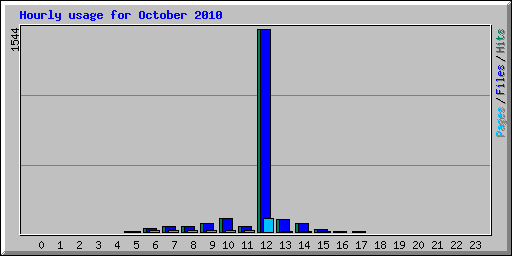 Hourly usage for October 2010
1544
Pages/Files/Hits
0 1 2 3 4 5 6 7 8 9 10 11 12 13 14 15 16 17 18 19 20 21 22 23